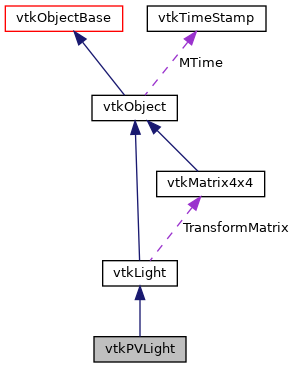 vtkObjectBase
vtkTimeStamp
MTime
vtkObject
vtkMatrix4x4
TransformMatrix
vtkLight
vtkPVLight